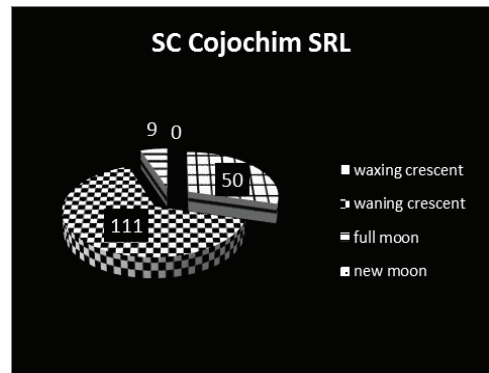 SC Cojochim SRL
9 0
50
111
waxing crescent
waning crescent
full moon
new moon